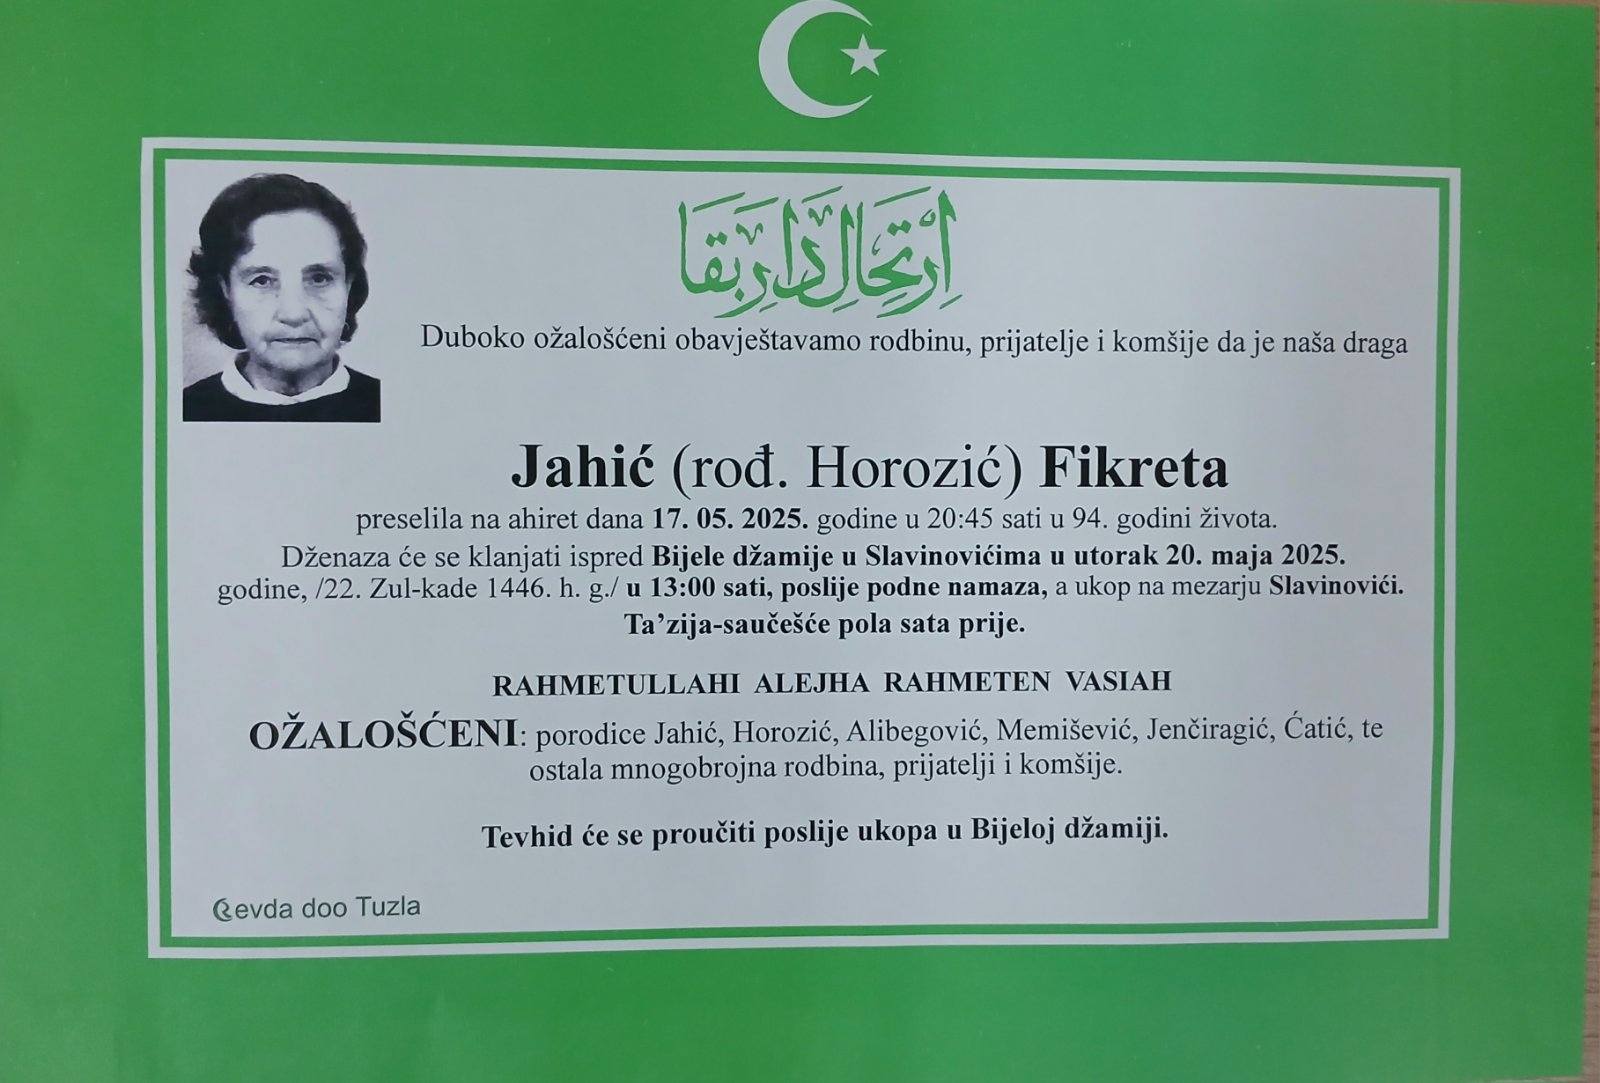 اِرْتِحَالِ دَارِ بَقَا
Duboko ožalošćeni obavještavamo rodbinu, prijatelje i komšije da je naša draga
Jahić (rođ. Horozić) Fikreta
preselila na ahiret dana 17. 05. 2025. godine u 20:45 sati u 94. godini života.
Dženaza će se klanjati ispred Bijele džamije u Slavinovićima u utorak 20. maja 2025.
godine, /22. Zul-kade 1446. h. g./ u 13:00 sati, poslije podne namaza, a ukop na mezarju Slavinovići.
Ta’zija-saučešće pola sata prije.
RAHMETULLAHI ALEJHA RAHMETEN VASIAH
OŽALOŠĆENI: porodice Jahić, Horozić, Alibegović, Memišević, Jenčiragić, Ćatić, te
ostala mnogobrojna rodbina, prijatelji i komšije.
Tevhid će se proučiti poslije ukopa u Bijeloj džamiji.
Revda doo Tuzla